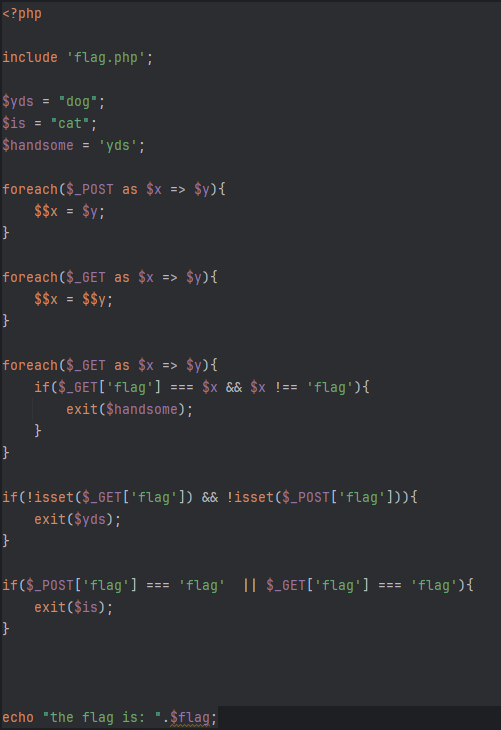 <?php
include 'flag.php';
$yds = "dog";
$is = "cat";
$handsome = 'yds';
foreach($_POST as $x => $y){
    $$x = $y;
}
foreach($_GET as $x => $y){
    $$x = $$y;
}
foreach($_GET as $x => $y){
    if($_GET['flag'] === $x && $x !== 'flag'){
        exit($handsome);
    }
}
if(!isset($_GET['flag']) && !isset($_POST['flag'])){
    exit($yds);
}
if($_POST['flag'] === 'flag'  || $_GET['flag'] === 'flag'){
    exit($is);
}
echo "the flag is: ".$flag;